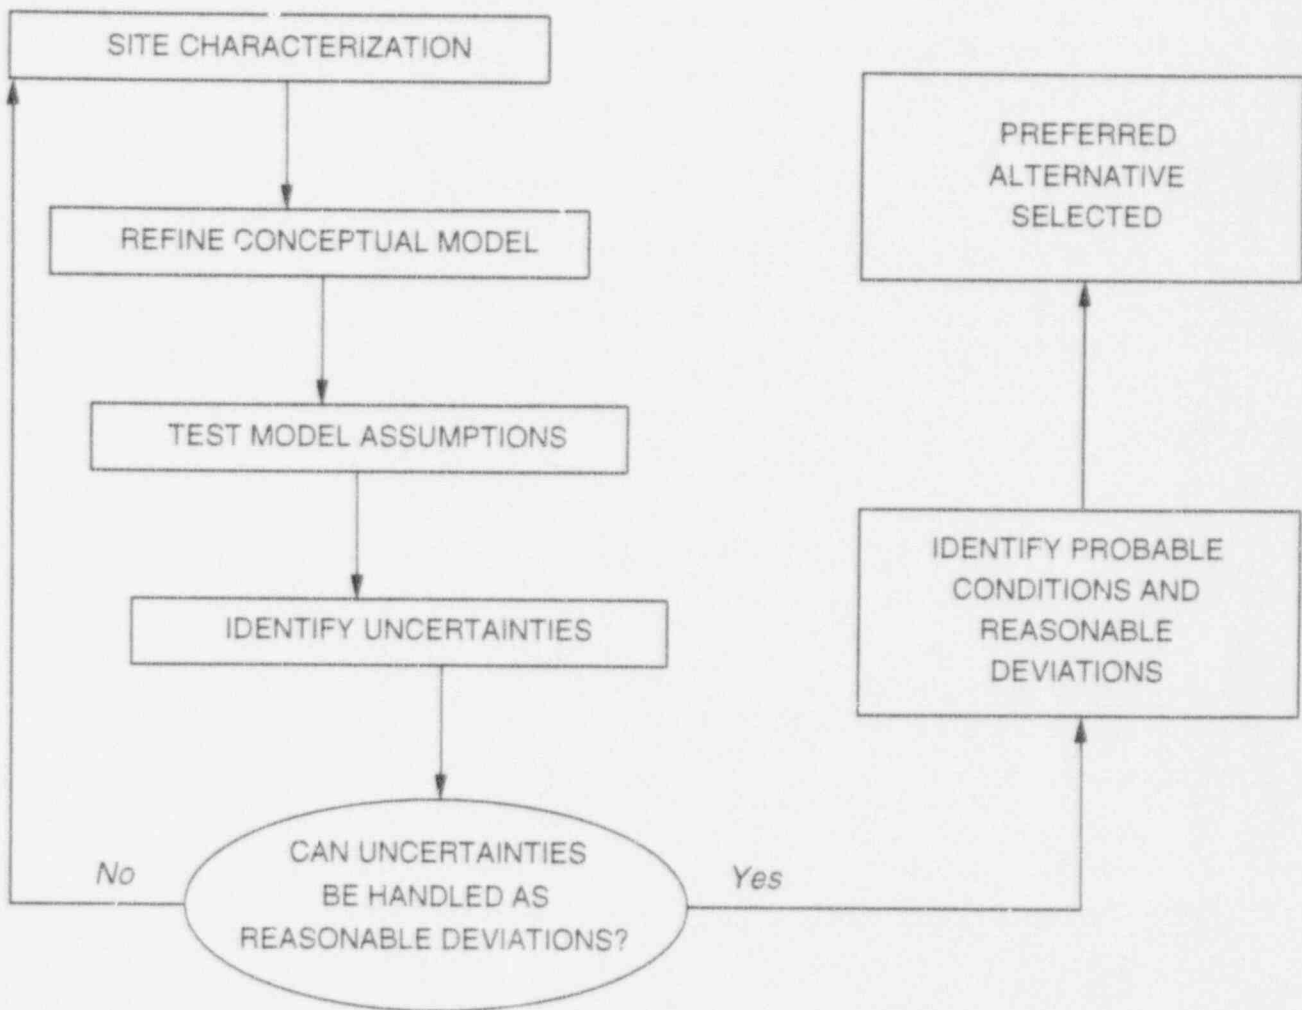 SITE CHARACTERIZATION
REFINE CONCEPTUAL MODEL
TEST MODEL ASSUMPTIONS
IDENTIFY UNCERTAINTIES
CAN UNCERTAINTIES
BE HANDLED AS
REASONABLE DEVIATIONS?
No
Yes
IDENTIFY PROBABLE
CONDITIONS AND
REASONABLE
DEVIATIONS
PREFERRED
ALTERNATIVE
SELECTED